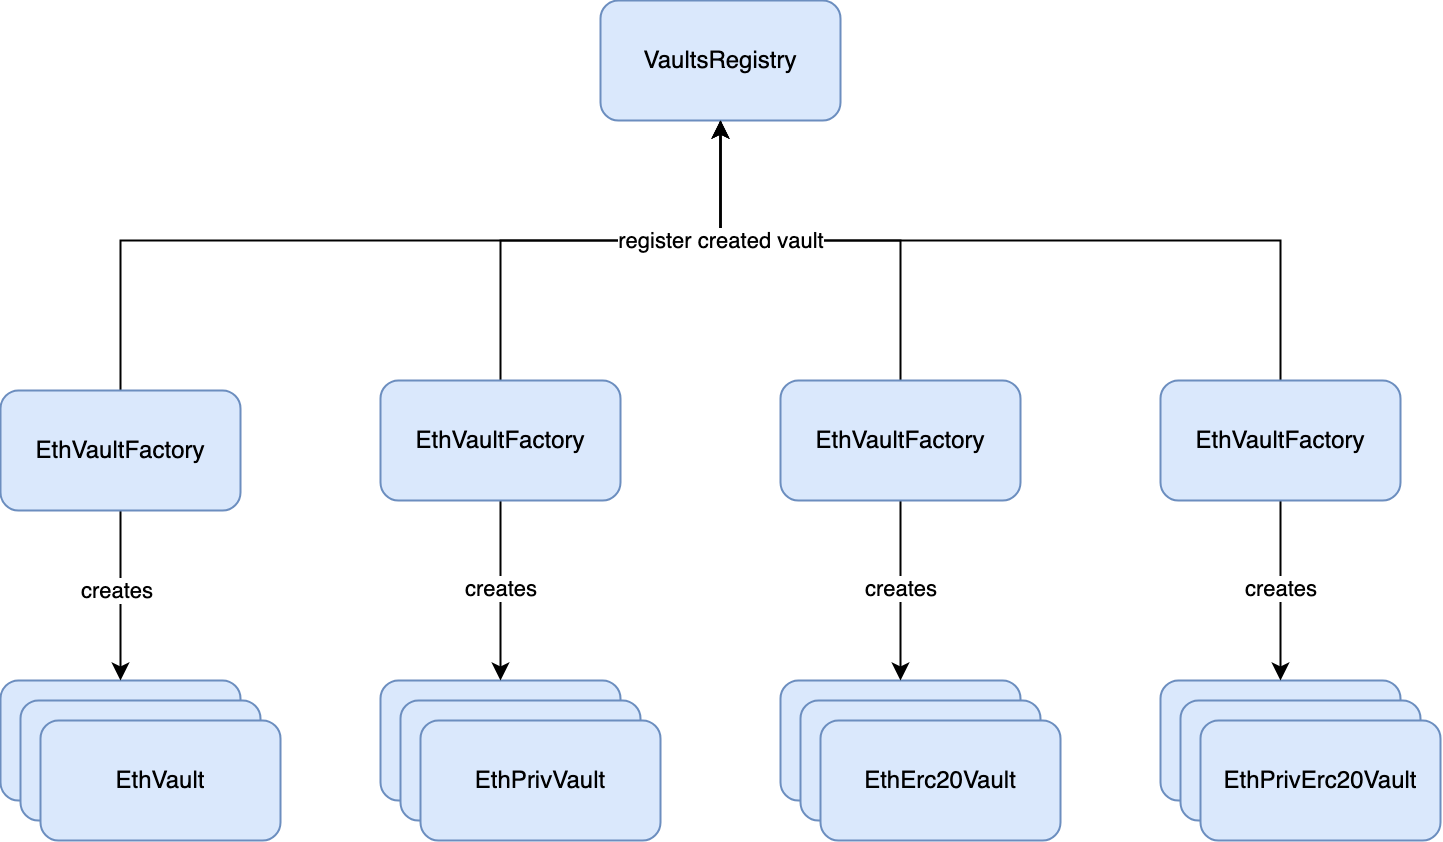 VaultsRegistry
register created vault
EthVaultFactory
EthVaultFactory
EthVaultFactory
EthVaultFactory
creates
creates
creates
creates
EthVault
EthPrivVault
EthErc20Vault
EthPrivErc20Vault